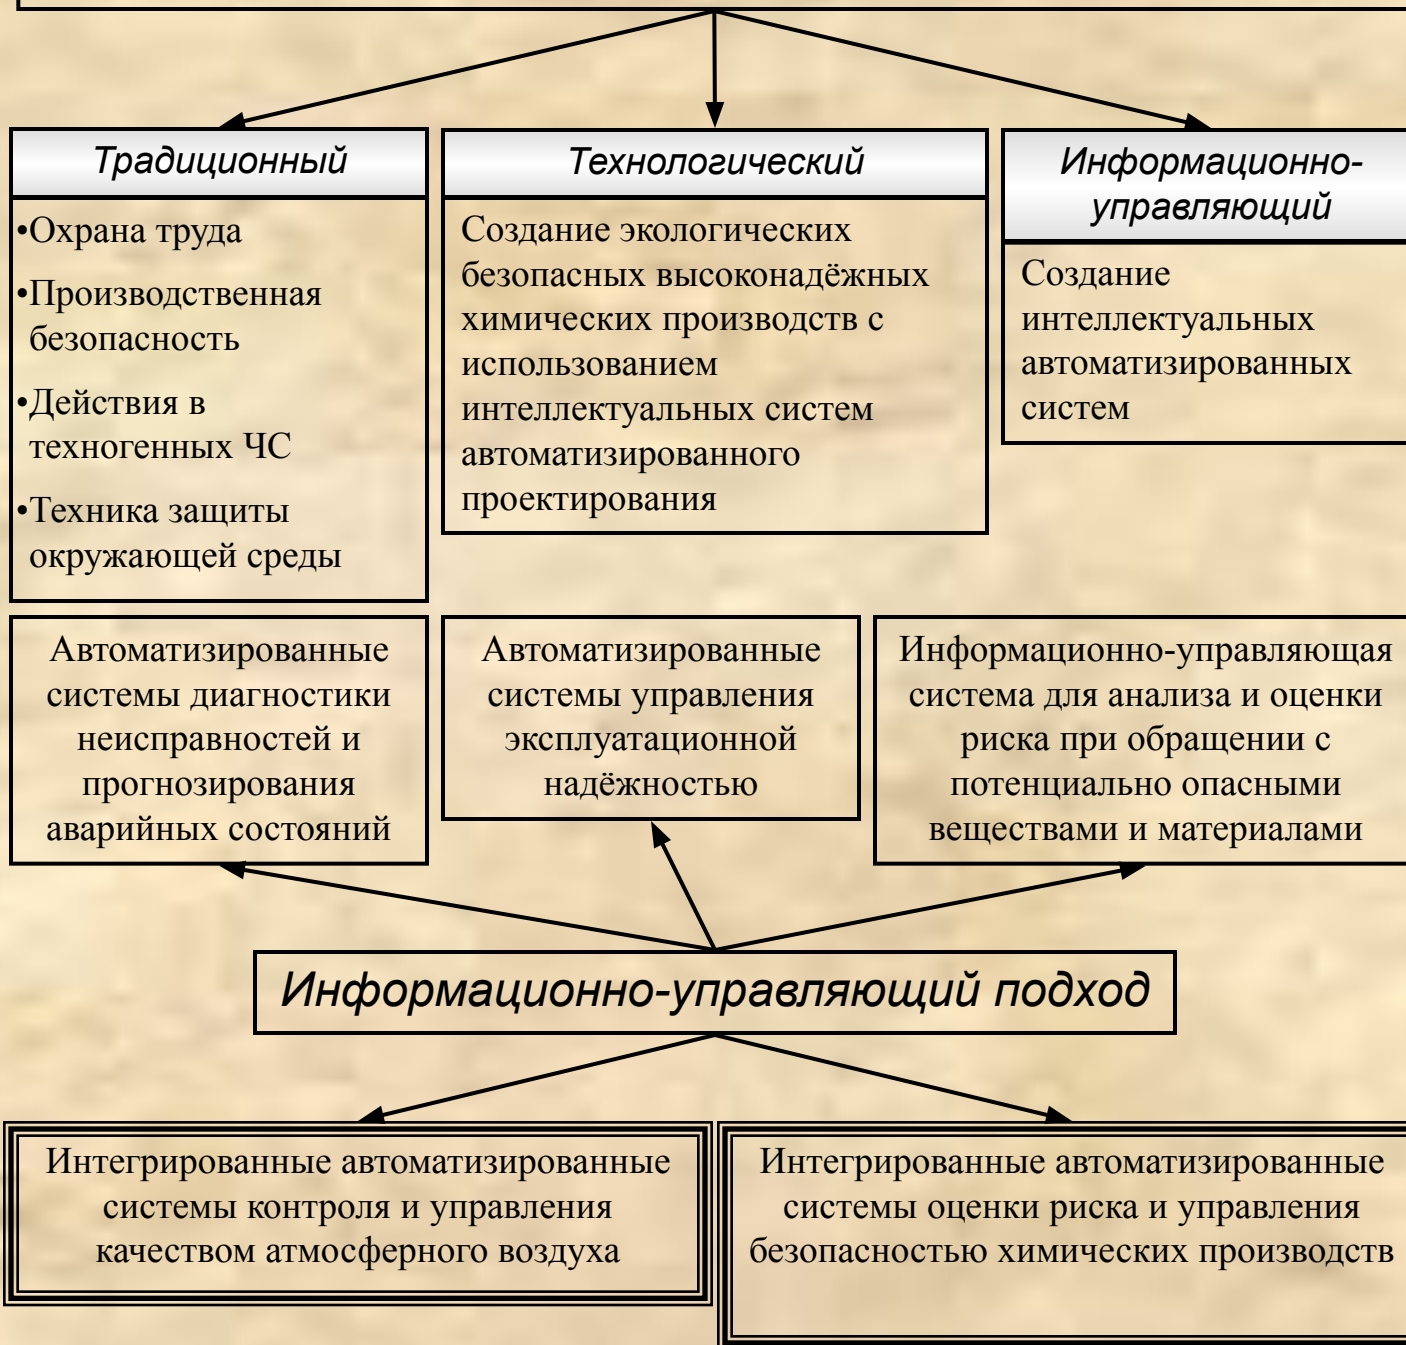 Традиционный
•Охрана труда
•Производственная
безопасность
•Действия в
техногенных ЧС
•Техника защиты
окружающей среды
Технологический
Создание экологических
безопасных высоконадёжных
химических производств с
использованием
интеллектуальных систем
автоматизированного
проектирования
Информационно-
управляющий
Создание
интеллектуальных
автоматизированных
систем
Автоматизированные
системы диагностики
неисправностей и
прогнозирования
аварийных состояний
Автоматизированные
системы управления
эксплуатационной
надёжностью
Информационно-управляющая
система для анализа и оценки
риска при обращении с
потенциально опасными
веществами и материалами
Информационно-управляющий подход
Интегрированные автоматизированные
системы контроля и управления
качеством атмосферного воздуха
Интегрированные автоматизированные
системы оценки риска и управления
безопасностью химических производств